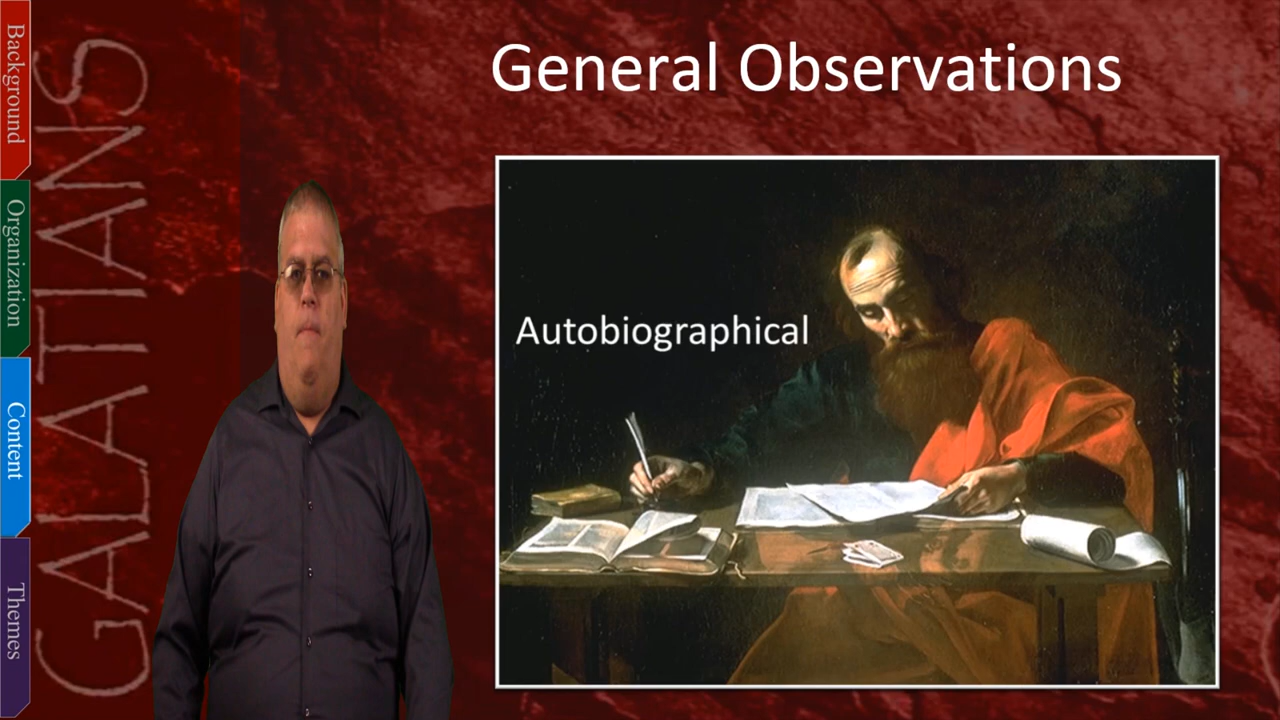 General Observations
Autobiographical
GALATIANS
Background
Organization
Content
Themes